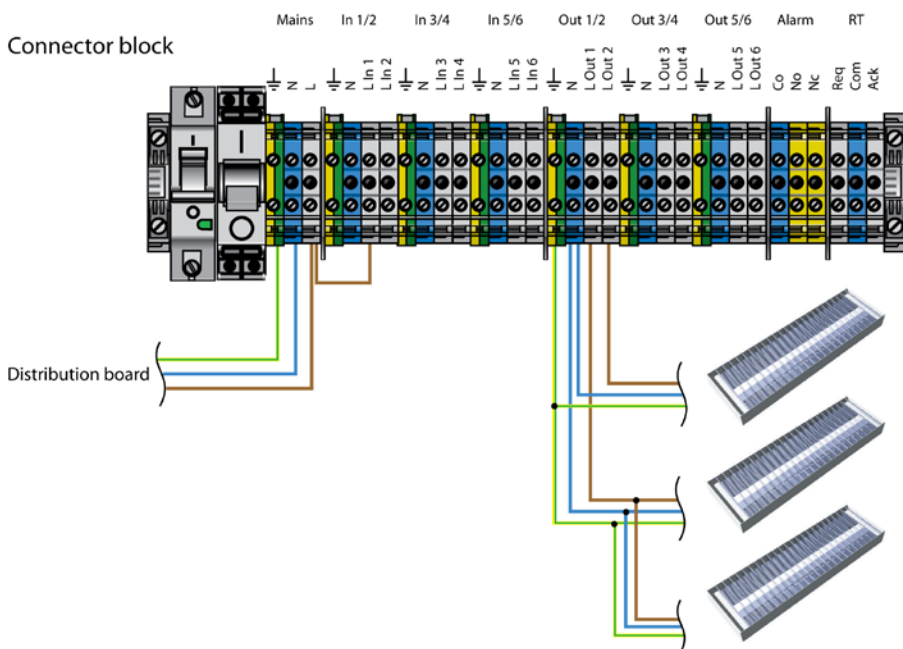 Connector block
Mains In 1/2 In 3/4 In 5/6 Out 1/2 Out 3/4 Out 5/6 Alarm RT
N L N L In 1 L In 2 N L In 3 L In 4 N L In 5 L In 6 N L Out 1 L Out 2 N L Out 3 L Out 4 N L Out 5 L Out 6 Co No Nc Req Com Ack
Distribution board